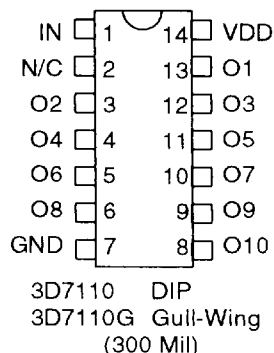 IN 1 14 VDD
N/C 2 13 O1
O2 3 12 O3
O4 4 11 O5
O6 5 10 O7
O8 6 9 O9
GND 7 8 O10
3D7110 DIP
3D7110G Gull-Wing
(300 Mil)